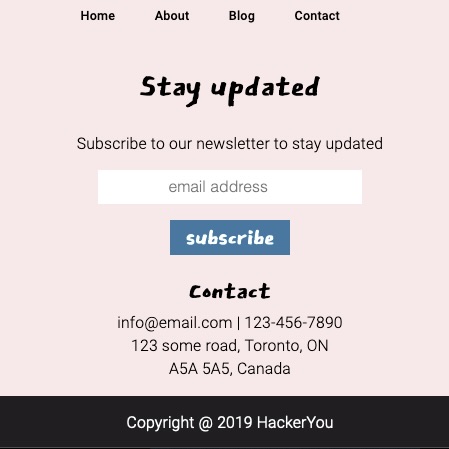 Home About Blog Contact
Stay updated
Subscribe to our newsletter to stay updated
email address
subscribe
Contact
info@email.com | 123-456-7890
123 some road, Toronto, ON
A5A 5A5, Canada
Copyright @ 2019 HackerYou